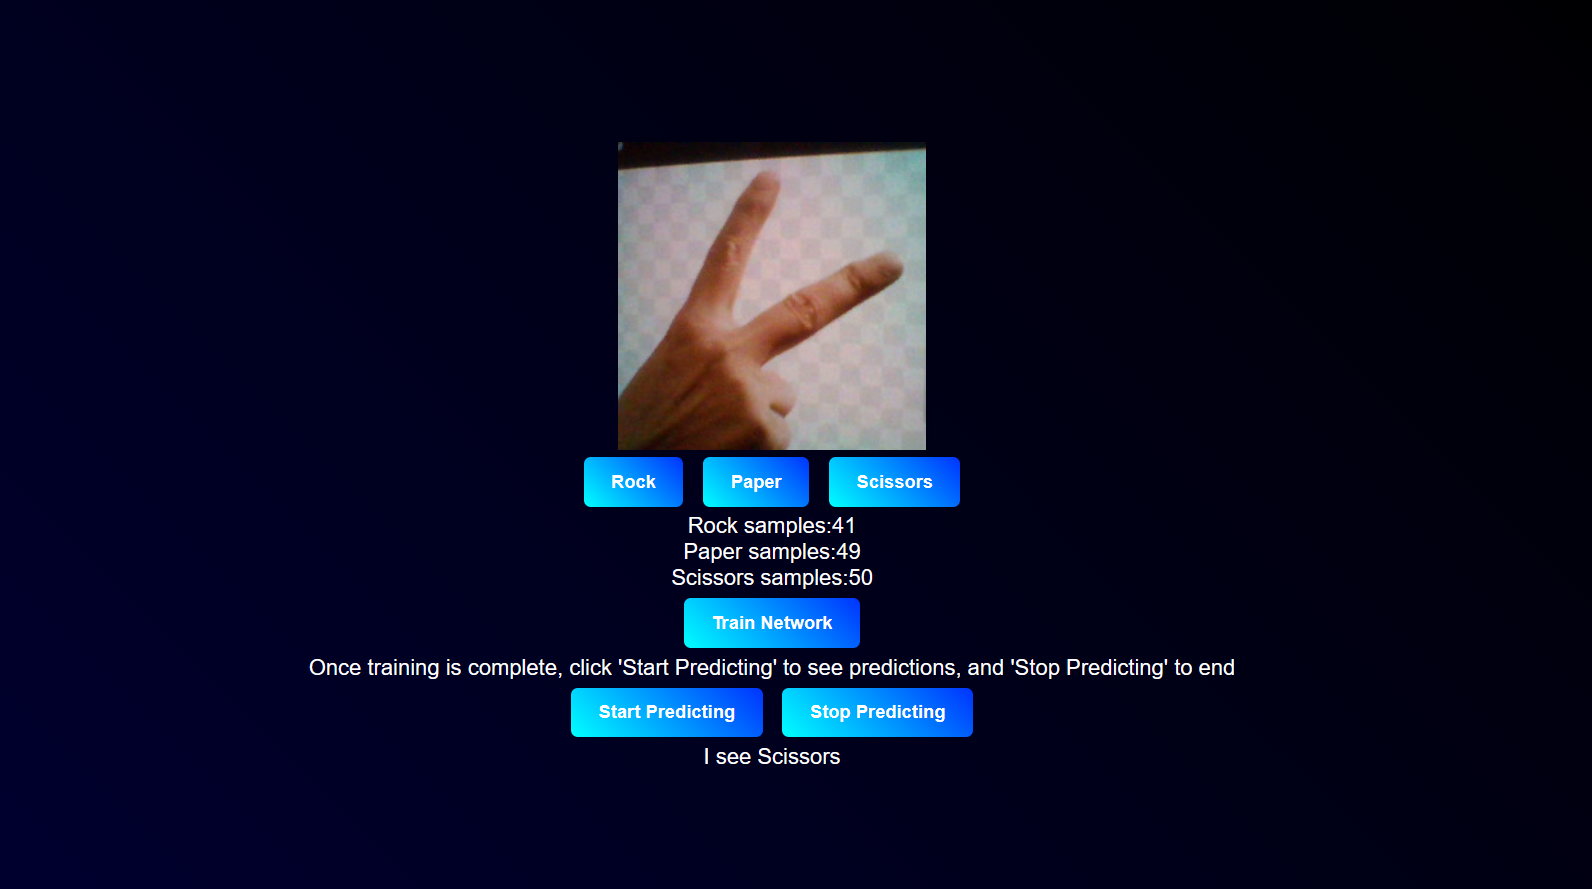 Rock Paper Scissors
Rock samples:41
Paper samples:49
Scissors samples:50
Train Network
Once training is complete, click 'Start Predicting' to see predictions, and 'Stop Predicting' to end
Start Predicting Stop Predicting
I see Scissors